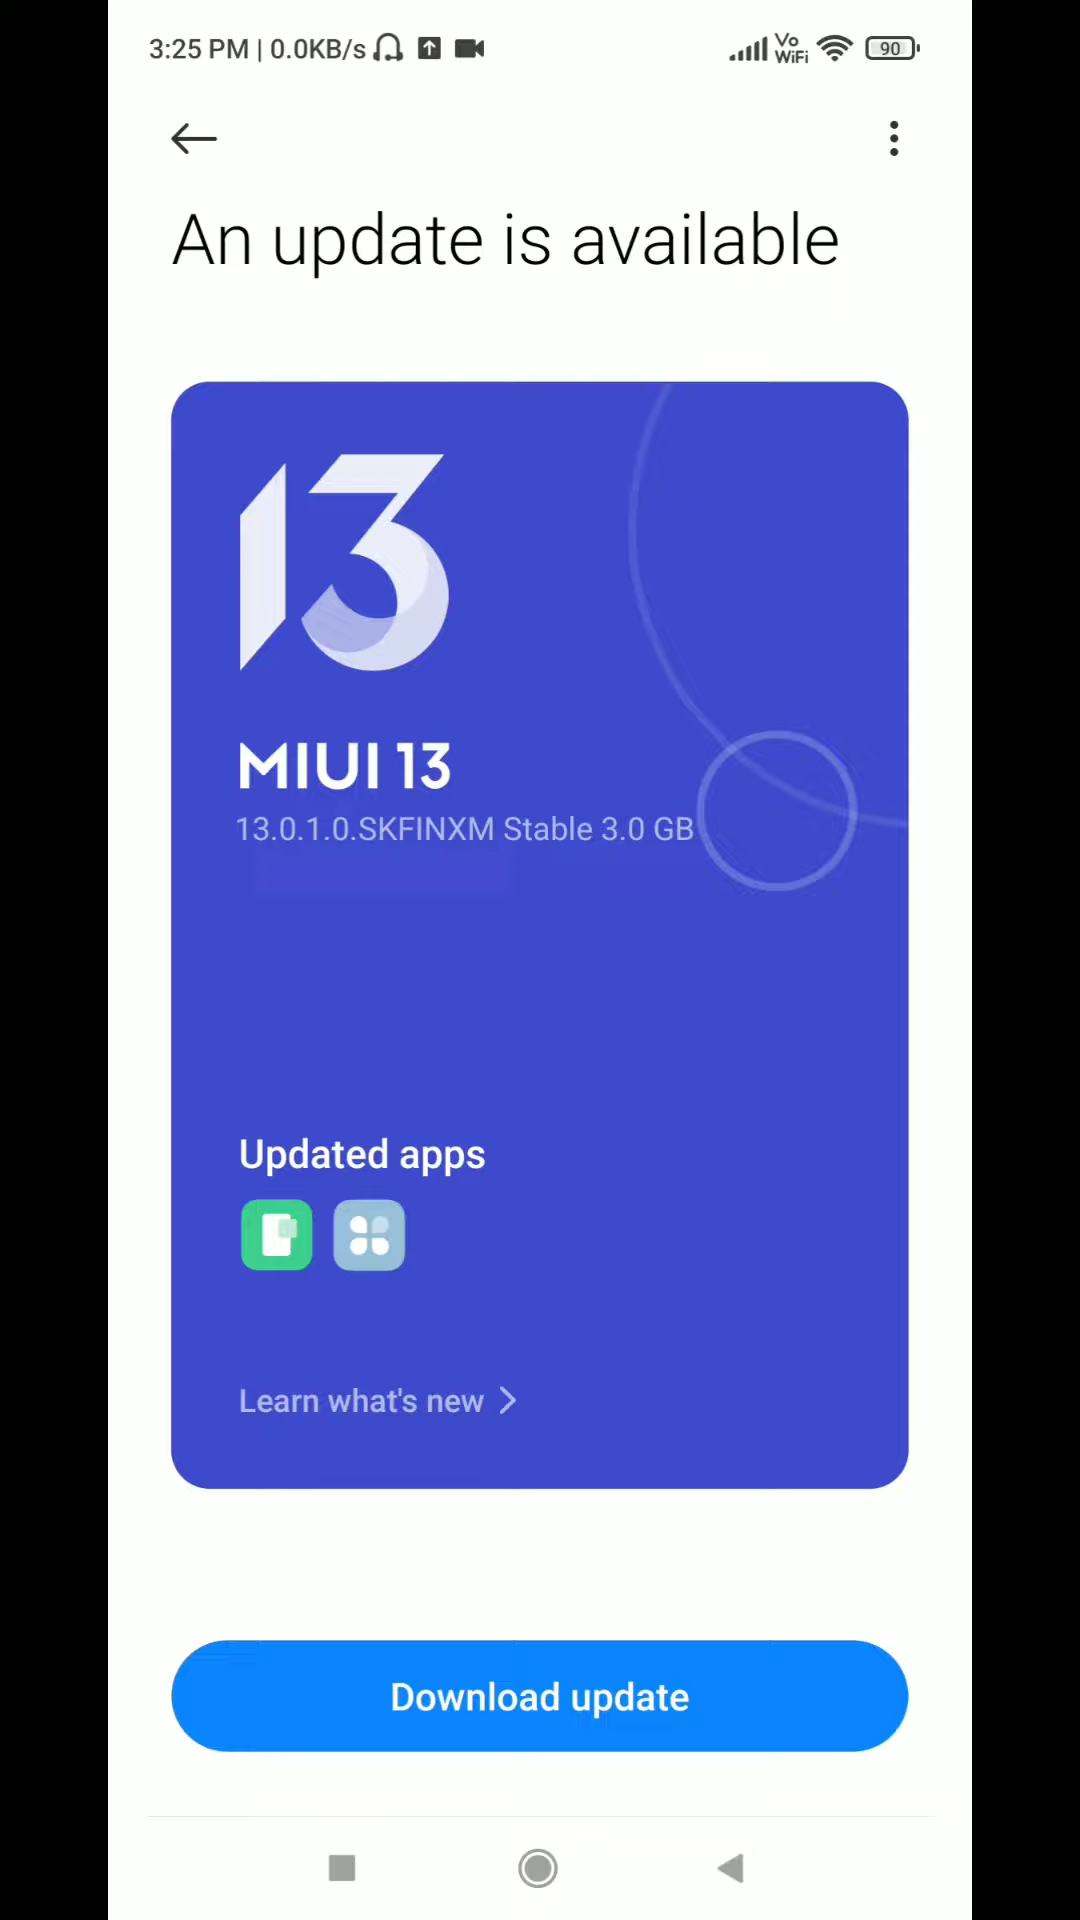 3:25 PM | 0.0KB/s
Vo
WiFi
90
An update is available
13
MIUI 13
13.0.1.0.SKFINXM Stable 3.0 GB
Updated apps
Learn what's new
Download update